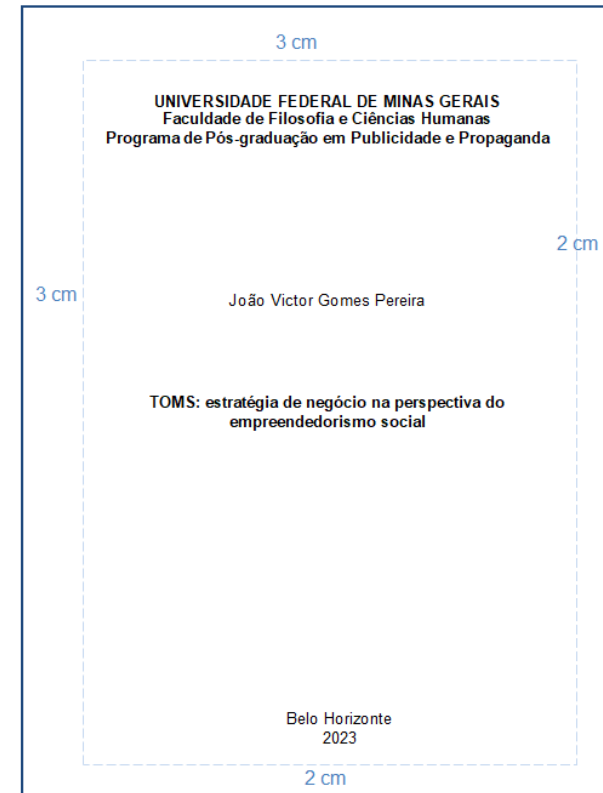 3 cm
UNIVERSIDADE FEDERAL DE MINAS GERAIS
Faculdade de Filosofia e Ciências Humanas
Programa de Pós-graduação em Publicidade e Propaganda
2 cm
3 cm
João Victor Gomes Pereira
TOMS: estratégia de negócio na perspectiva do
empreendedorismo social
Belo Horizonte
2023
2 cm